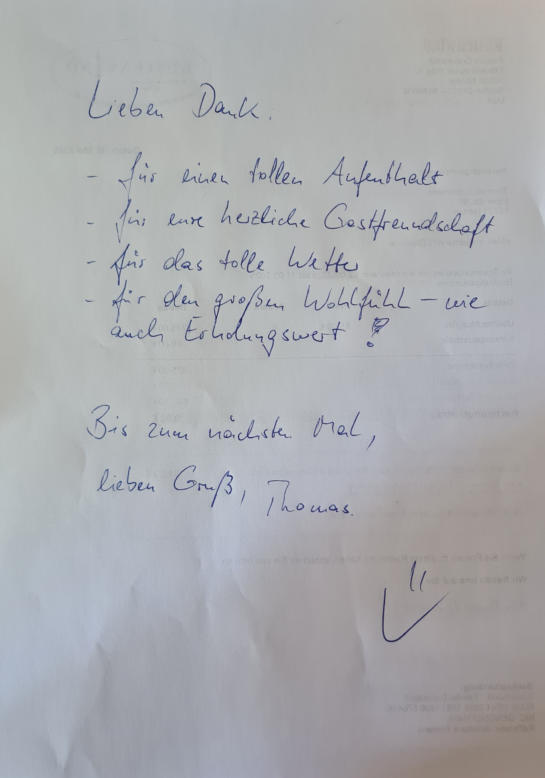 Lieben Dank.
- für einen tollen Aufenthalt
- für eure herzliche Gastfreundschaft
- für das tolle Wetter
- für den großen Wohlfühl - wie
auch Erholungswert !
Bis zum nächsten Mal,
lieben Gruß, Thomas.